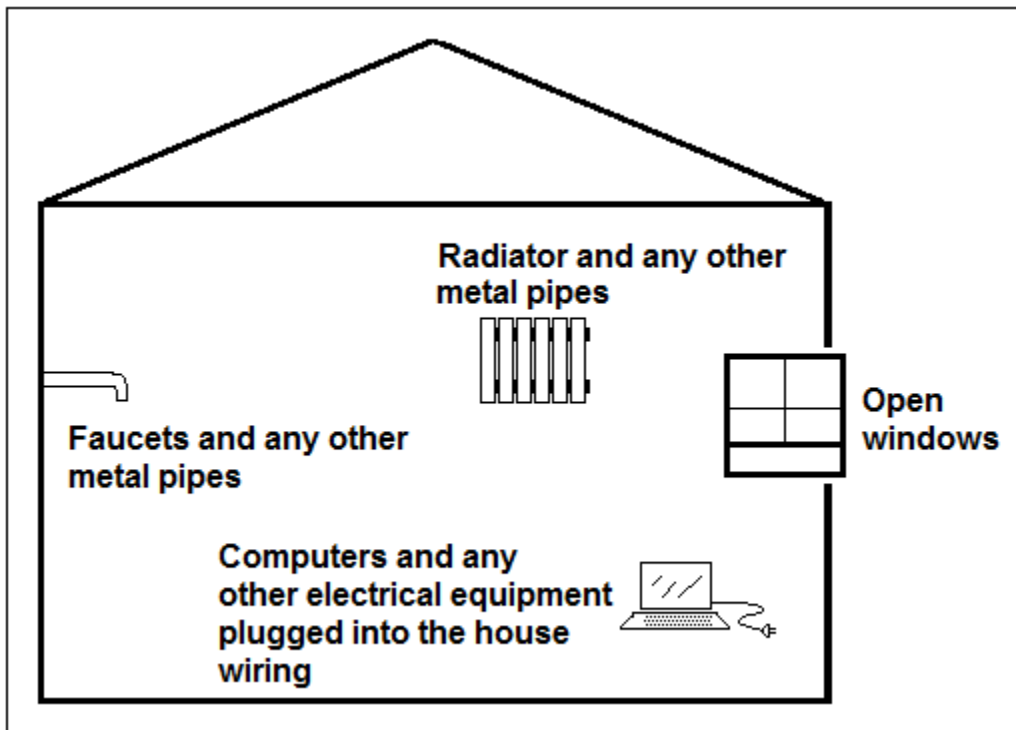 Radiator and any other
metal pipes
Faucets and any other
metal pipes
Open
windows
Computers and any
other electrical equipment
plugged into the house
wiring